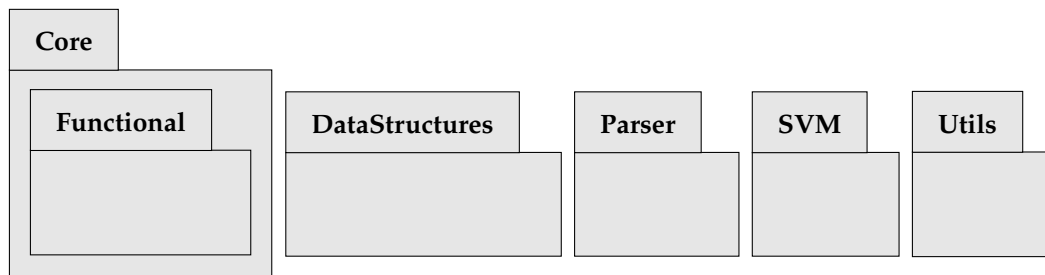 Core
Functional
DataStructures
Parser
SVM
Utils